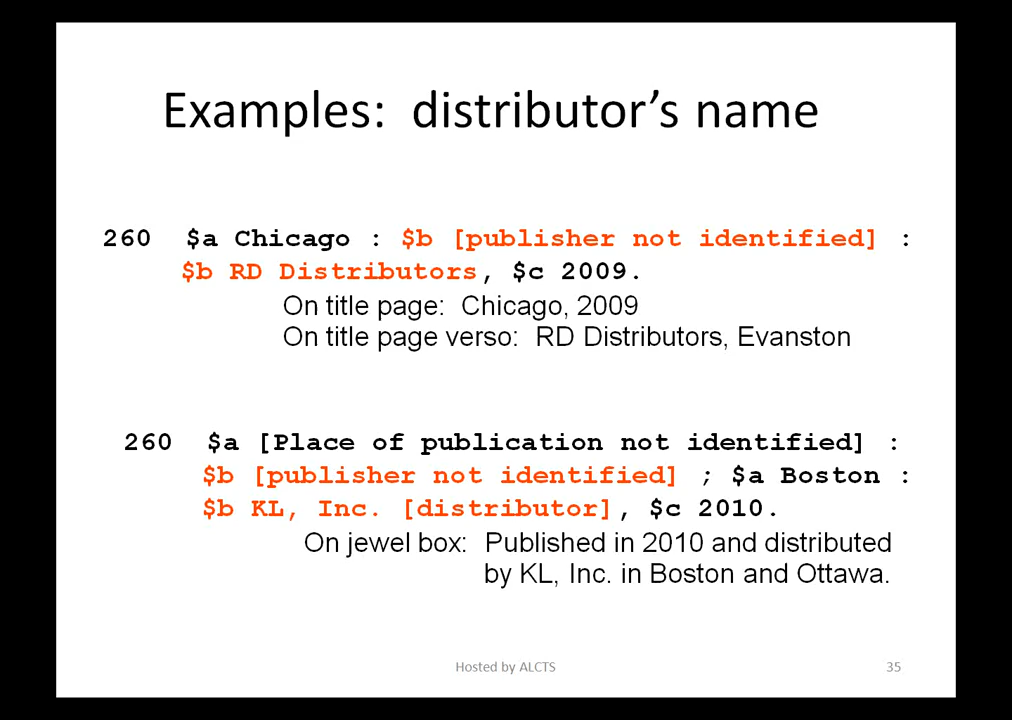 Examples: distributor’s name
260 $a Chicago : $b [publisher not identified] :
$b RD Distributors, $c 2009.
On title page: Chicago, 2009
On title page verso: RD Distributors, Evanston
260 $a [Place of publication not identified] :
$b [publisher not identified] ; $a Boston :
$b KL, Inc. [distributor], $c 2010.
On jewel box: Published in 2010 and distributed
by KL, Inc. in Boston and Ottawa.
Hosted by ALCTS 35